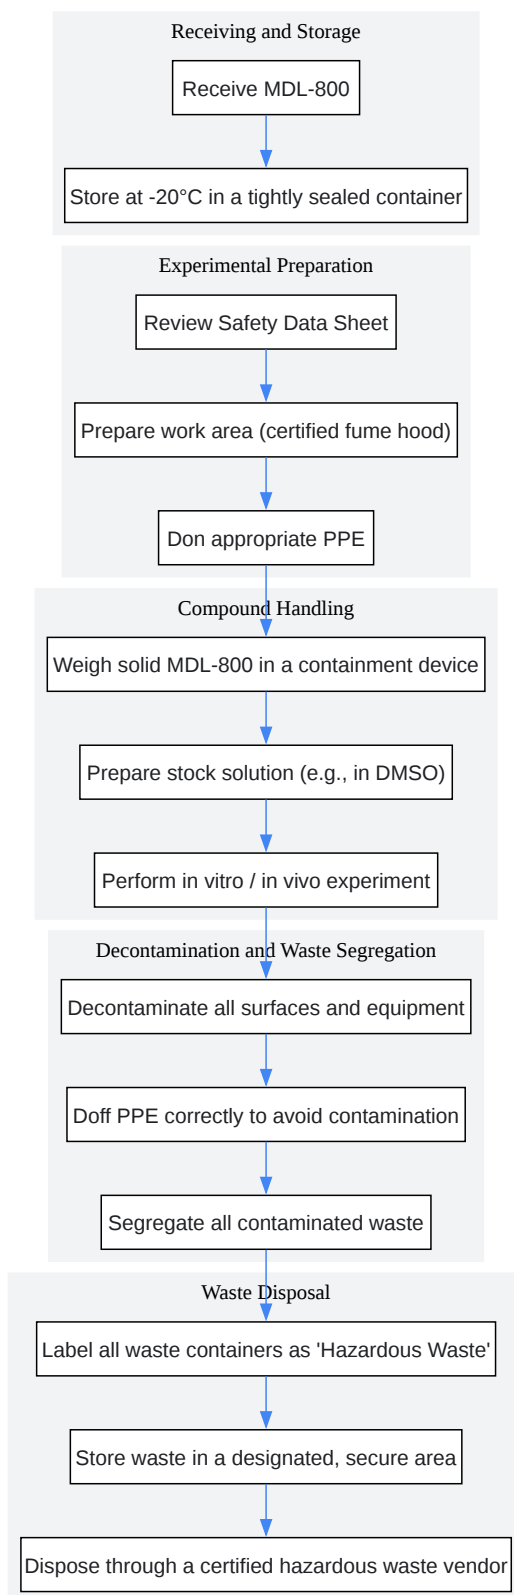 Receiving and Storage
Receive MDL-800
Store at -20°C in a tightly sealed container
Experimental Preparation
Review Safety Data Sheet
Prepare work area (certified fume hood)
Don appropriate PPE
Compound Handling
Weigh solid MDL-800 in a containment device
Prepare stock solution (e.g., in DMSO)
Perform in vitro / in vivo experiment
Decontamination and Waste Segregation
Decontaminate all surfaces and equipment
Doff PPE correctly to avoid contamination
Segregate all contaminated waste
Waste Disposal
Label all waste containers as 'Hazardous Waste'
Store waste in a designated, secure area
Dispose through a certified hazardous waste vendor